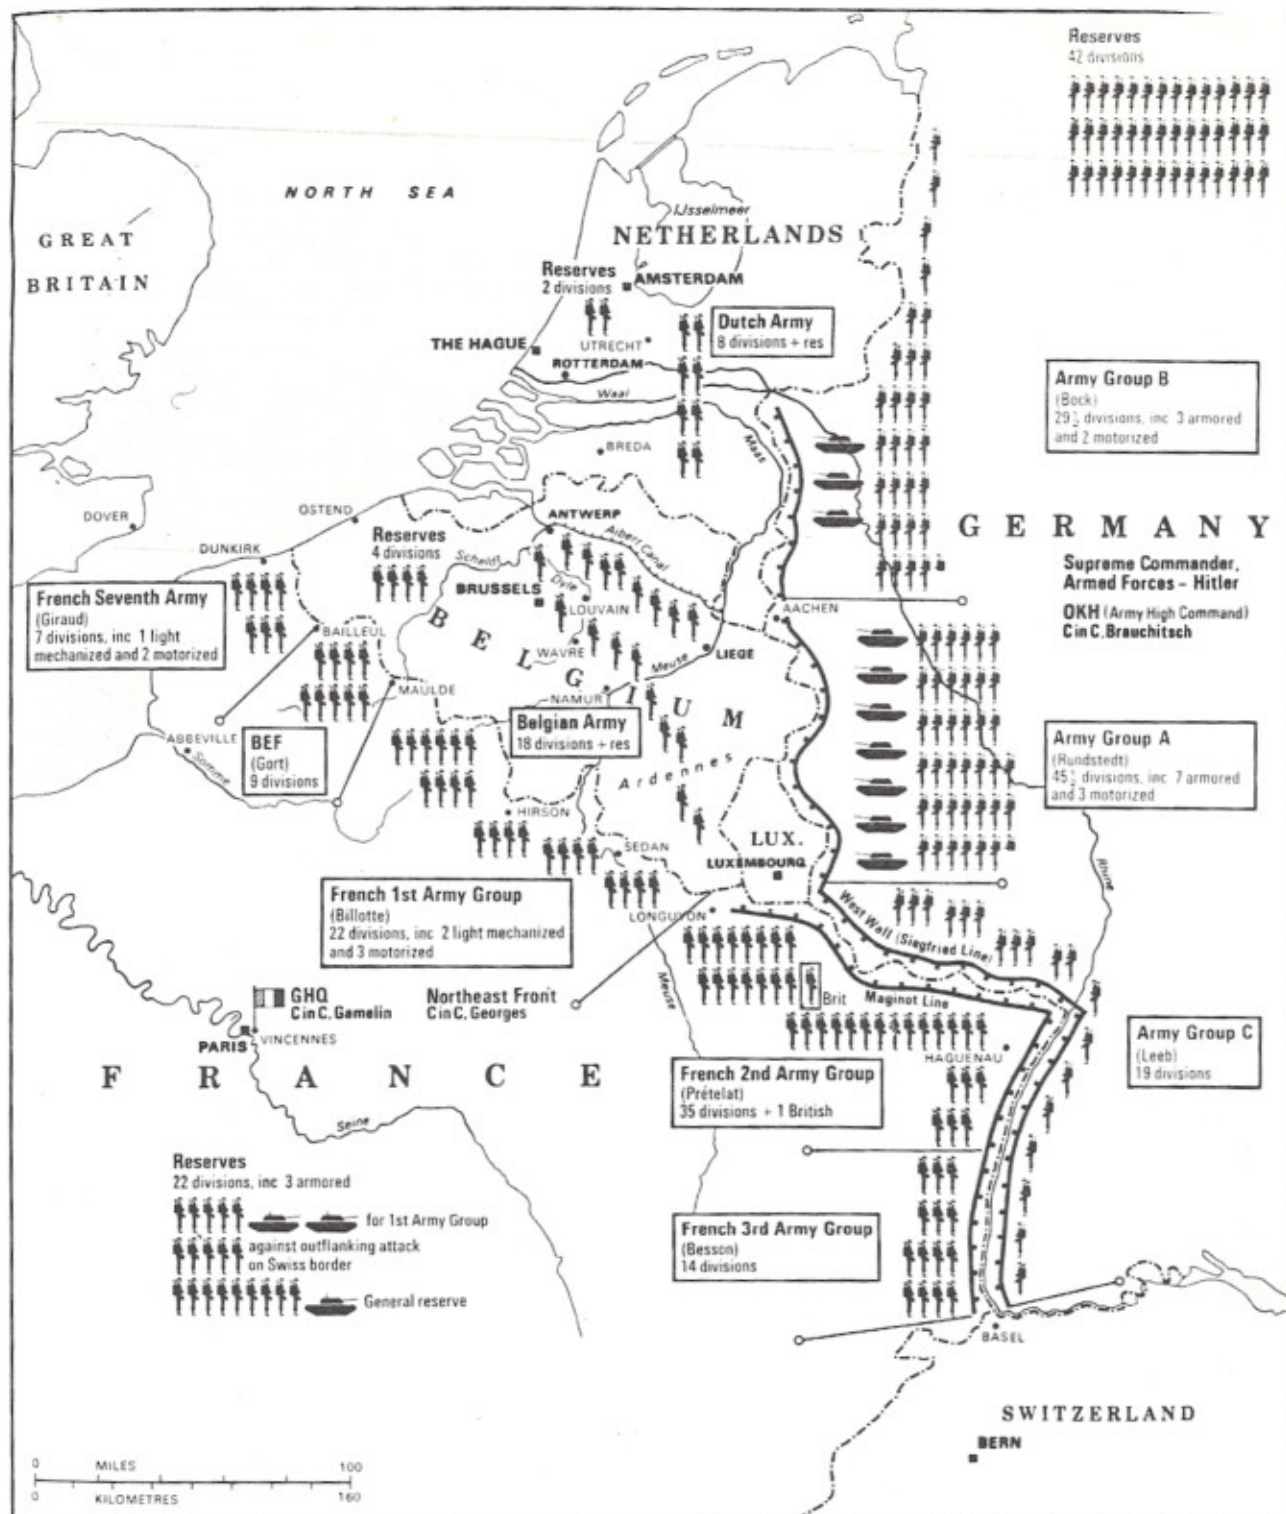 Reserves
42 divisions
NORTH SEA
GREAT
BRITAIN
IJsselmeer
NETHERLANDS
Reserves
2 divisions
AMSTERDAM
Dutch Army
8 divisions + res
THE HAGUE
UTRECHT
ROTTERDAM
Waal
Army Group B
(Bock)
29½ divisions, inc 3 armored
and 2 motorized
BREDA
Maas
DOVER
OSTEND
ANTWERP
Albert Canal
GERMANY
DUNKIRK
Reserves
4 divisions
Scheldt
Dyle
BRUSSELS
LOUVAIN
Supreme Commander,
Armed Forces – Hitler
OKH (Army High Command)
C in C, Brauchitsch
French Seventh Army
(Giraud)
7 divisions, inc 1 light
mechanized and 2 motorized
AACHEN
BAILLEUL
BELGIUM
WAVRE
Meuse
LIEGE
MAULDE
NAMUR
ABBEVILLE
Somme
BEF
(Gort)
9 divisions
Belgian Army
18 divisions + res
Ardennes
Army Group A
(Rundstedt)
45½ divisions, inc 7 armored
and 3 motorized
HIRSON
SEDAN
LUX.
LUXEMBOURG
Rhine
French 1st Army Group
(Billotte)
22 divisions, inc 2 light mechanized
and 3 motorized
LONGUYON
West Wall (Siegfried Line)
Meuse
Brit
Maginot Line
GHQ
C in C, Gamelin
Northeast Front
C in C, Georges
PARIS
VINCENNES
HAGUENAU
Army Group C
(Leeb)
19 divisions
FRANCE
French 2nd Army Group
(Prételat)
35 divisions + 1 British
Seine
Reserves
22 divisions, inc 3 armored
for 1st Army Group
against outflanking attack
on Swiss border
General reserve
French 3rd Army Group
(Besson)
14 divisions
BASEL
SWITZERLAND
BERN
0 MILES 100
0 KILOMETRES 160